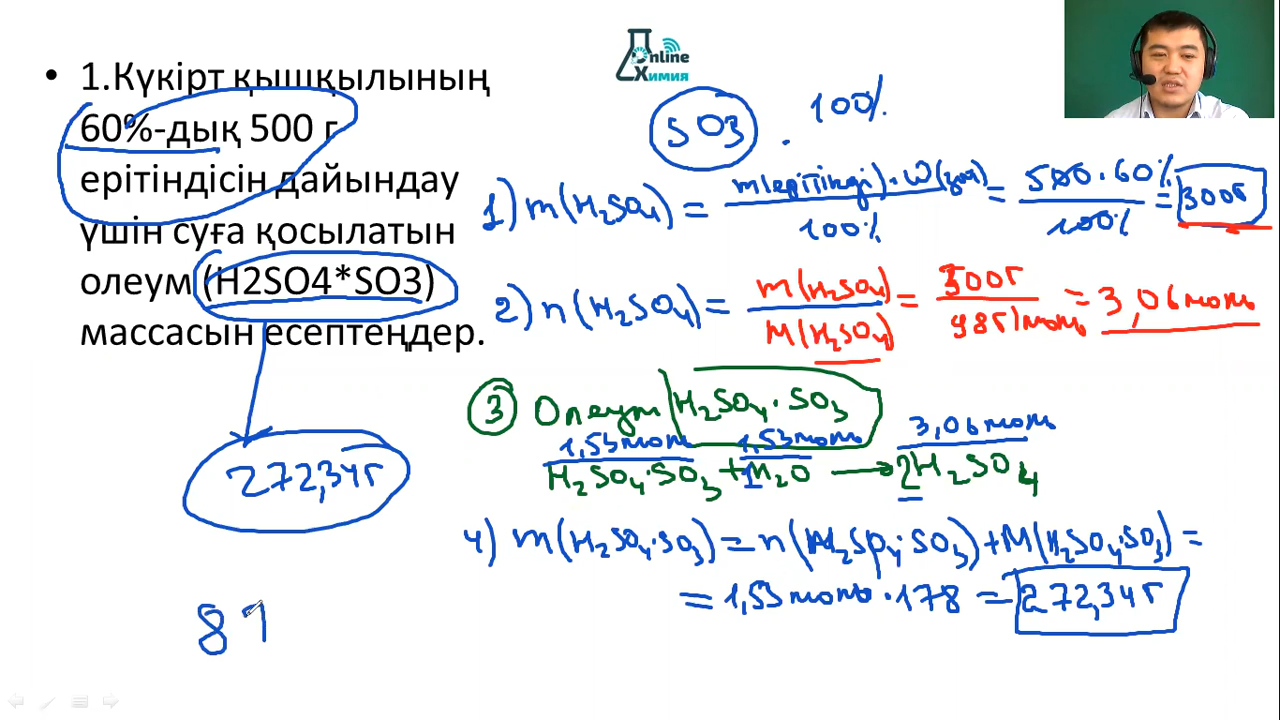 • 1.Күкірт қышқылының
60%-дық 500 г
ерітіндісін дайындау
үшін суға қосылатын
олеум (H2SO4*SO3)
массасын есептеңдер.
272,34г
87
Online
Химия
SO3 · 100%
1) m(H₂SO₄) = m(ерітінді)·W(%) / 100% = 500·60% / 100% = 300г
2) n(H₂SO₄) = m(H₂SO₄) / M(H₂SO₄) = 300г / 98г/моль = 3,06моль
③ Олеум H₂SO₄·SO₃
1,53моль 1,53моль 3,06моль
H₂SO₄·SO₃ + H₂O → 2H₂SO₄
4) m(H₂SO₄·SO₃) = n(H₂SO₄·SO₃)+M(H₂SO₄·SO₃) =
= 1,53моль·178 = 272,34г